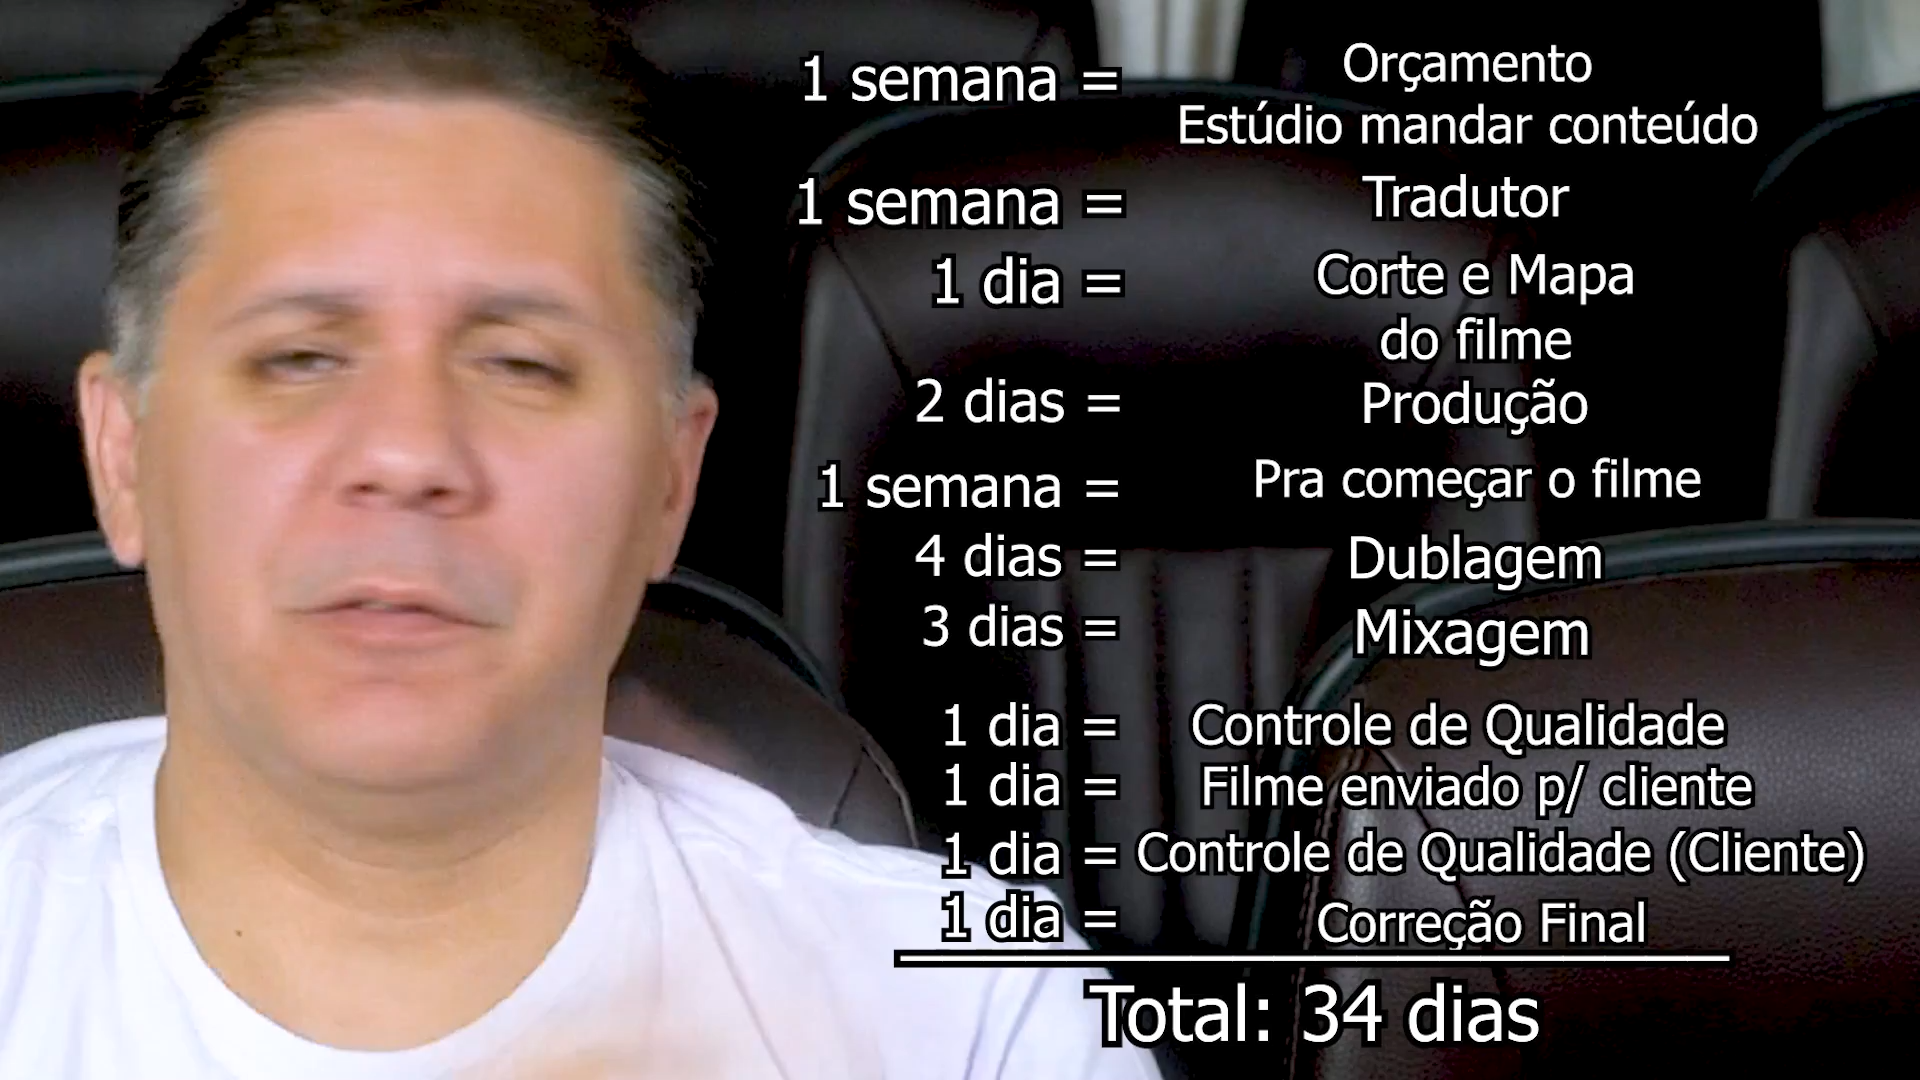 1 semana = Orçamento
Estúdio mandar conteúdo
1 semana = Tradutor
1 dia = Corte e Mapa
do filme
2 dias = Produção
1 semana = Pra começar o filme
4 dias = Dublagem
3 dias = Mixagem
1 dia = Controle de Qualidade
1 dia = Filme enviado p/ cliente
1 dia = Controle de Qualidade (Cliente)
1 dia = Correção Final
Total: 34 dias